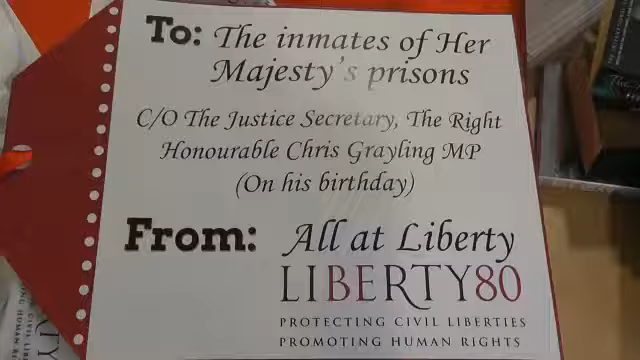 To: The inmates of Her
Majesty's prisons
C/O The Justice Secretary, The Right
Honourable Chris Grayling MP
(On his birthday)
From: All at Liberty
LIBERTY80
PROTECTING CIVIL LIBERTIES
PROMOTING HUMAN RIGHTS